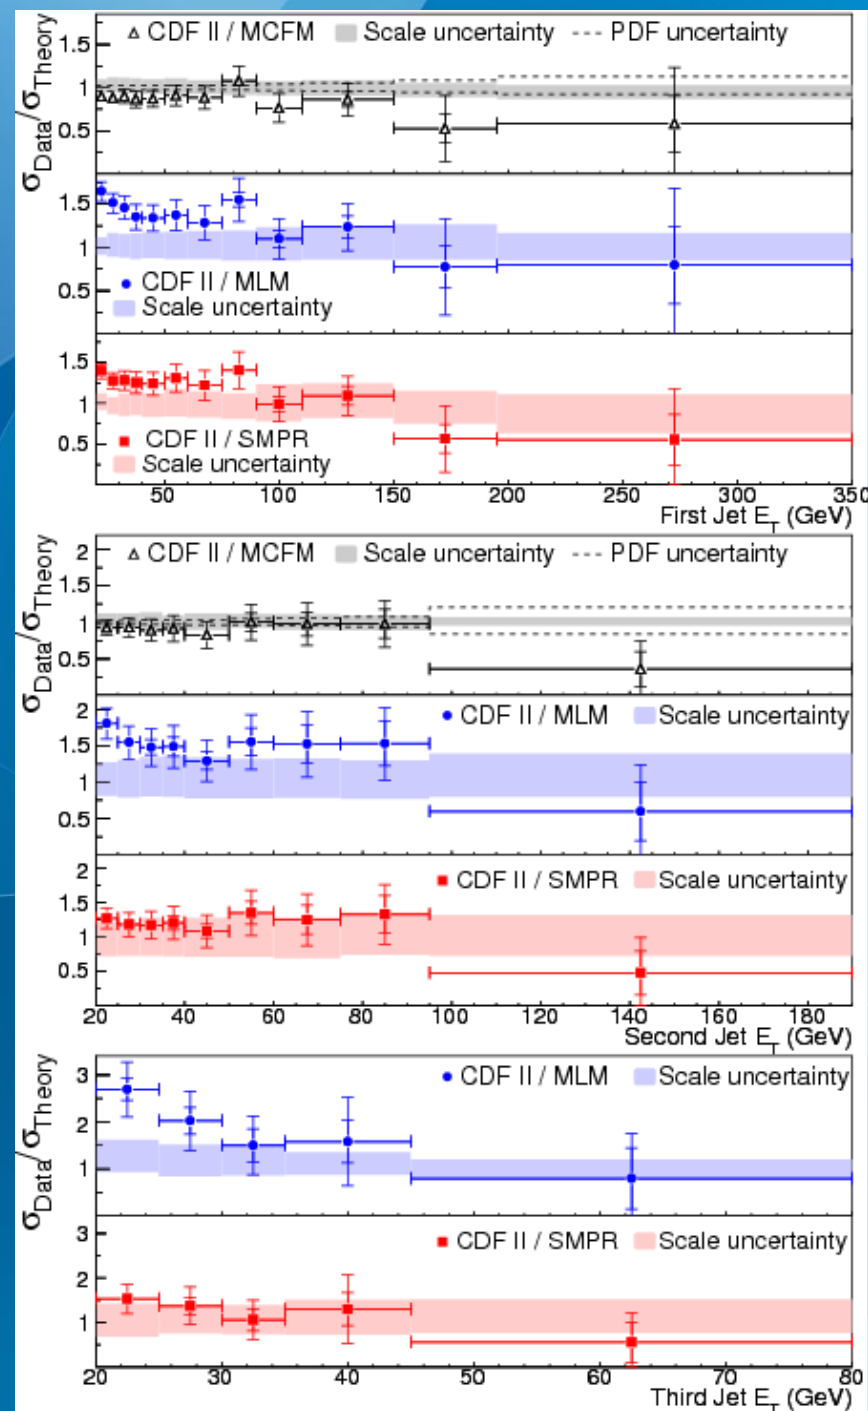 σData/σTheory
1.5
1
0.5
CDF II / MCFM
Scale uncertainty
PDF uncertainty
1.5
1
0.5
CDF II / MLM
Scale uncertainty
1.5
1
0.5
CDF II / SMPR
Scale uncertainty
50 100 150 200 250 300 350
First Jet ET (GeV)
σData/σTheory
2
1.5
1
0.5
CDF II / MCFM
Scale uncertainty
PDF uncertainty
2
1.5
1
0.5
CDF II / MLM
Scale uncertainty
2
1.5
1
0.5
CDF II / SMPR
Scale uncertainty
20 40 60 80 100 120 140 160 180
Second Jet ET (GeV)
σData/σTheory
3
2
1
CDF II / MLM
Scale uncertainty
3
2
1
CDF II / SMPR
Scale uncertainty
20 30 40 50 60 70 80
Third Jet ET (GeV)